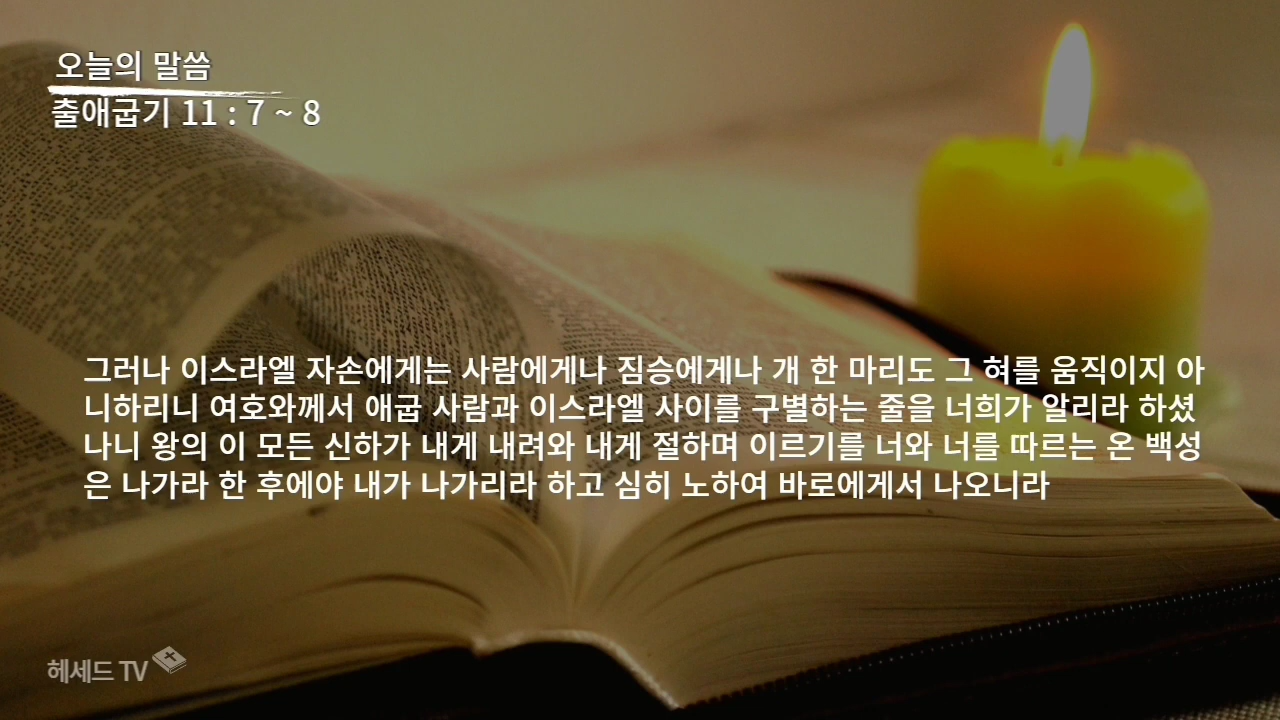 오늘의 말씀
출애굽기 11 : 7 ~ 8
그러나 이스라엘 자손에게는 사람에게나 짐승에게나 개 한 마리도 그 혀를 움직이지 아
니하리니 여호와께서 애굽 사람과 이스라엘 사이를 구별하는 줄을 너희가 알리라 하셨
나니 왕의 이 모든 신하가 내게 내려와 내게 절하며 이르기를 너와 너를 따르는 온 백성
은 나가라 한 후에야 내가 나가리라 하고 심히 노하여 바로에게서 나오니라
헤세드 TV